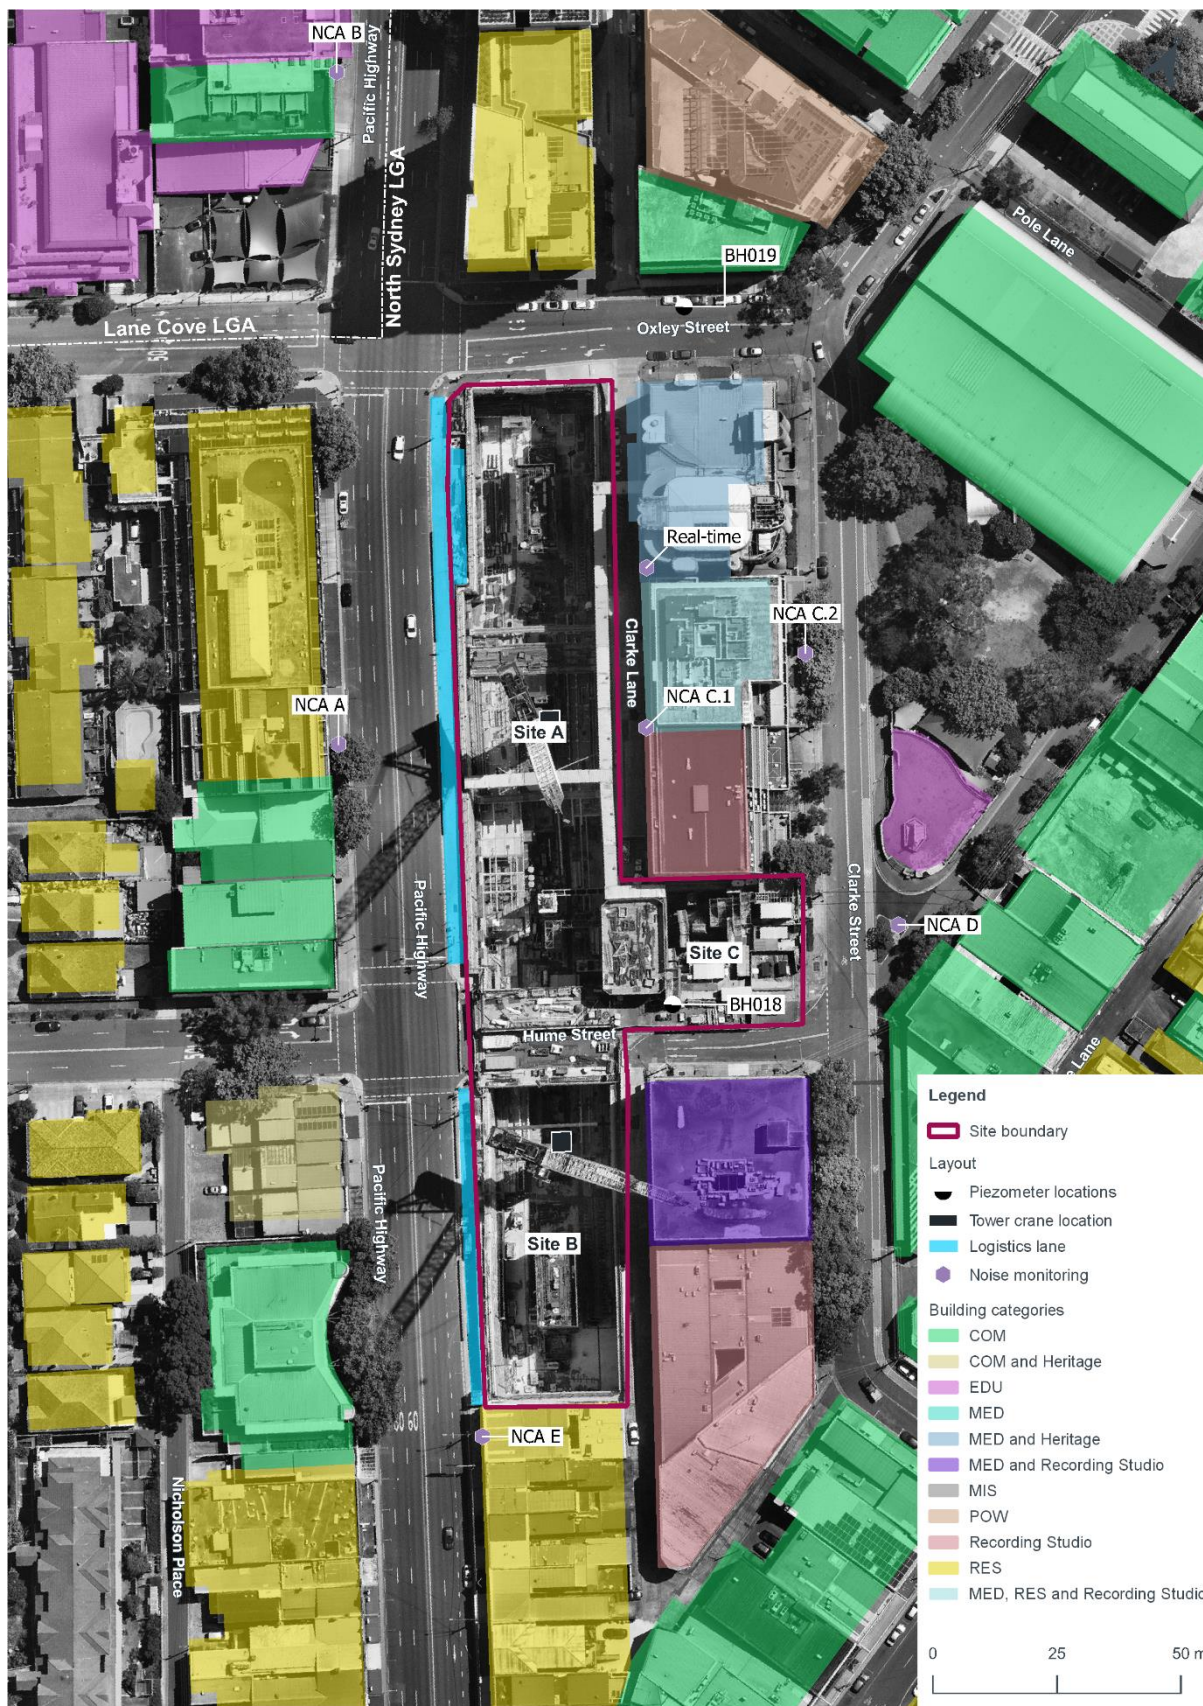 NCA B
Pacific Highway
North Sydney LGA
Lane Cove LGA
Pole Lane
BH019
Oxley Street
50
Real-time
NCA C.2
Clarke Lane
NCA A
NCA C.1
Site A
Pacific Highway
Clarke Street
NCA D
Site C
BH018
Hume Street
Lane
Pacific Highway
Site B
60 60
NCA E
Nicholson Place
Legend
Site boundary
Layout
Piezometer locations
Tower crane location
Logistics lane
Noise monitoring
Building categories
COM
COM and Heritage
EDU
MED
MED and Heritage
MED and Recording Studio
MIS
POW
Recording Studio
RES
MED, RES and Recording Studio
0 25 50 m